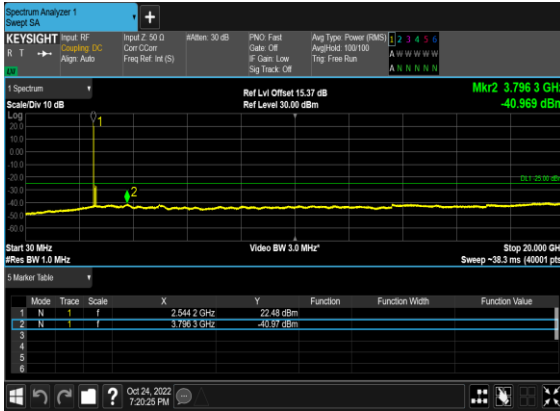 Spectrum Analyzer 1
Swept SA
+
KEYSIGHT Input: RF Input Z: 50 Ω #Atten: 30 dB PNO: Fast Avg Type: Power (RMS) 1 2 3 4 5 6
R T Coupling: DC Corr CCorr Gate: Off Avg|Hold: 100/100 A W W W W W
Align: Auto Freq Ref: Int (S) IF Gain: Low Trig: Free Run
Sig Track: Off A N N N N N
1 Spectrum Ref Lvl Offset 15.37 dB Mkr2 3.796 3 GHz
Scale/Div 10 dB Ref Level 30.00 dBm -40.969 dBm
Log
20.0
10.0
0.00
-10.0
-20.0
-30.0
-40.0
-50.0
-60.0
1
2
DL1 -25.00 dBm
Start 30 MHz Video BW 3.0 MHz* Stop 20.000 GHz
#Res BW 1.0 MHz Sweep ~38.3 ms (40001 pts)
5 Marker Table
Mode Trace Scale X Y Function Function Width Function Value
1 N 1 f 2.544 2 GHz 22.48 dBm
2 N 1 f 3.796 3 GHz -40.97 dBm
3
4
5
6
? Oct 24, 2022
7:20:25 PM